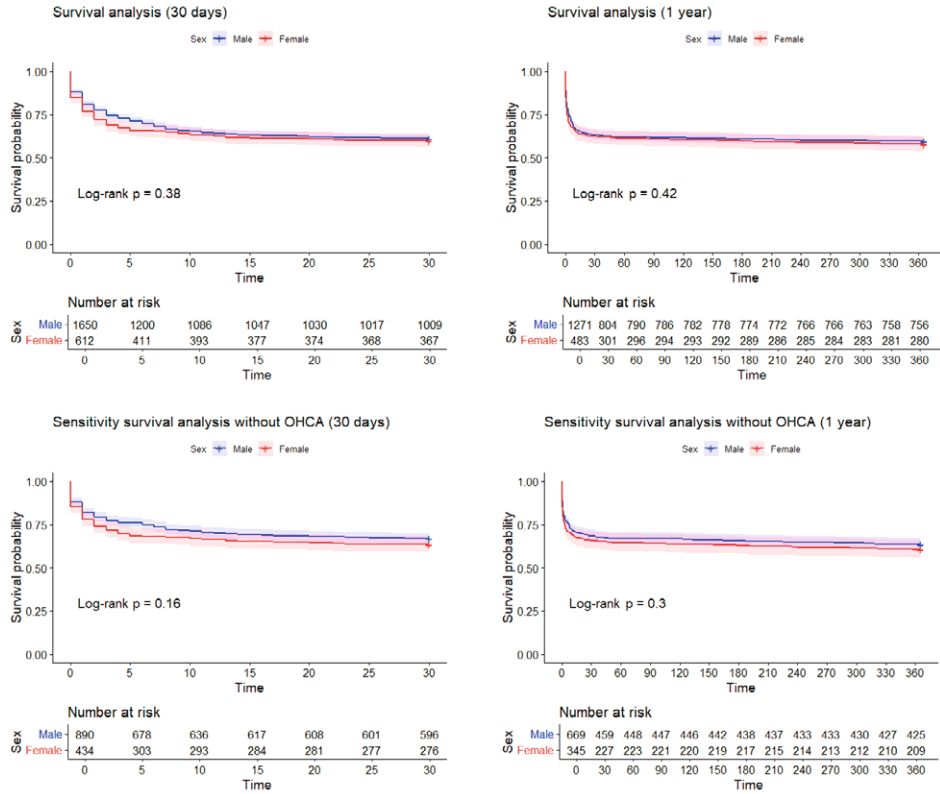 Survival analysis (30 days)
Sex Male Female
1.00
0.75
0.50
0.25
0.00
Survival probability
Log-rank p = 0.38
0 5 10 15 20 25 30
Time
Number at risk
Sex
Male 1650 1200 1086 1047 1030 1017 1009
Female 612 411 393 377 374 368 367
0 5 10 15 20 25 30
Time
Survival analysis (1 year)
Sex Male Female
1.00
0.75
0.50
0.25
0.00
Survival probability
Log-rank p = 0.42
0 30 60 90 120 150 180 210 240 270 300 330 360
Time
Number at risk
Sex
Male 1271 804 790 786 782 778 774 772 766 766 763 758 756
Female 483 301 296 294 293 292 289 286 285 284 283 281 280
0 30 60 90 120 150 180 210 240 270 300 330 360
Time
Sensitivity survival analysis without OHCA (30 days)
Sex Male Female
1.00
0.75
0.50
0.25
0.00
Survival probability
Log-rank p = 0.16
0 5 10 15 20 25 30
Time
Number at risk
Sex
Male 890 678 636 617 608 601 596
Female 434 303 293 284 281 277 276
0 5 10 15 20 25 30
Time
Sensitivity survival analysis without OHCA (1 year)
Sex Male Female
1.00
0.75
0.50
0.25
0.00
Survival probability
Log-rank p = 0.3
0 30 60 90 120 150 180 210 240 270 300 330 360
Time
Number at risk
Sex
Male 669 459 448 447 446 442 438 437 433 433 430 427 425
Female 345 227 223 221 220 219 217 215 214 213 212 210 209
0 30 60 90 120 150 180 210 240 270 300 330 360
Time